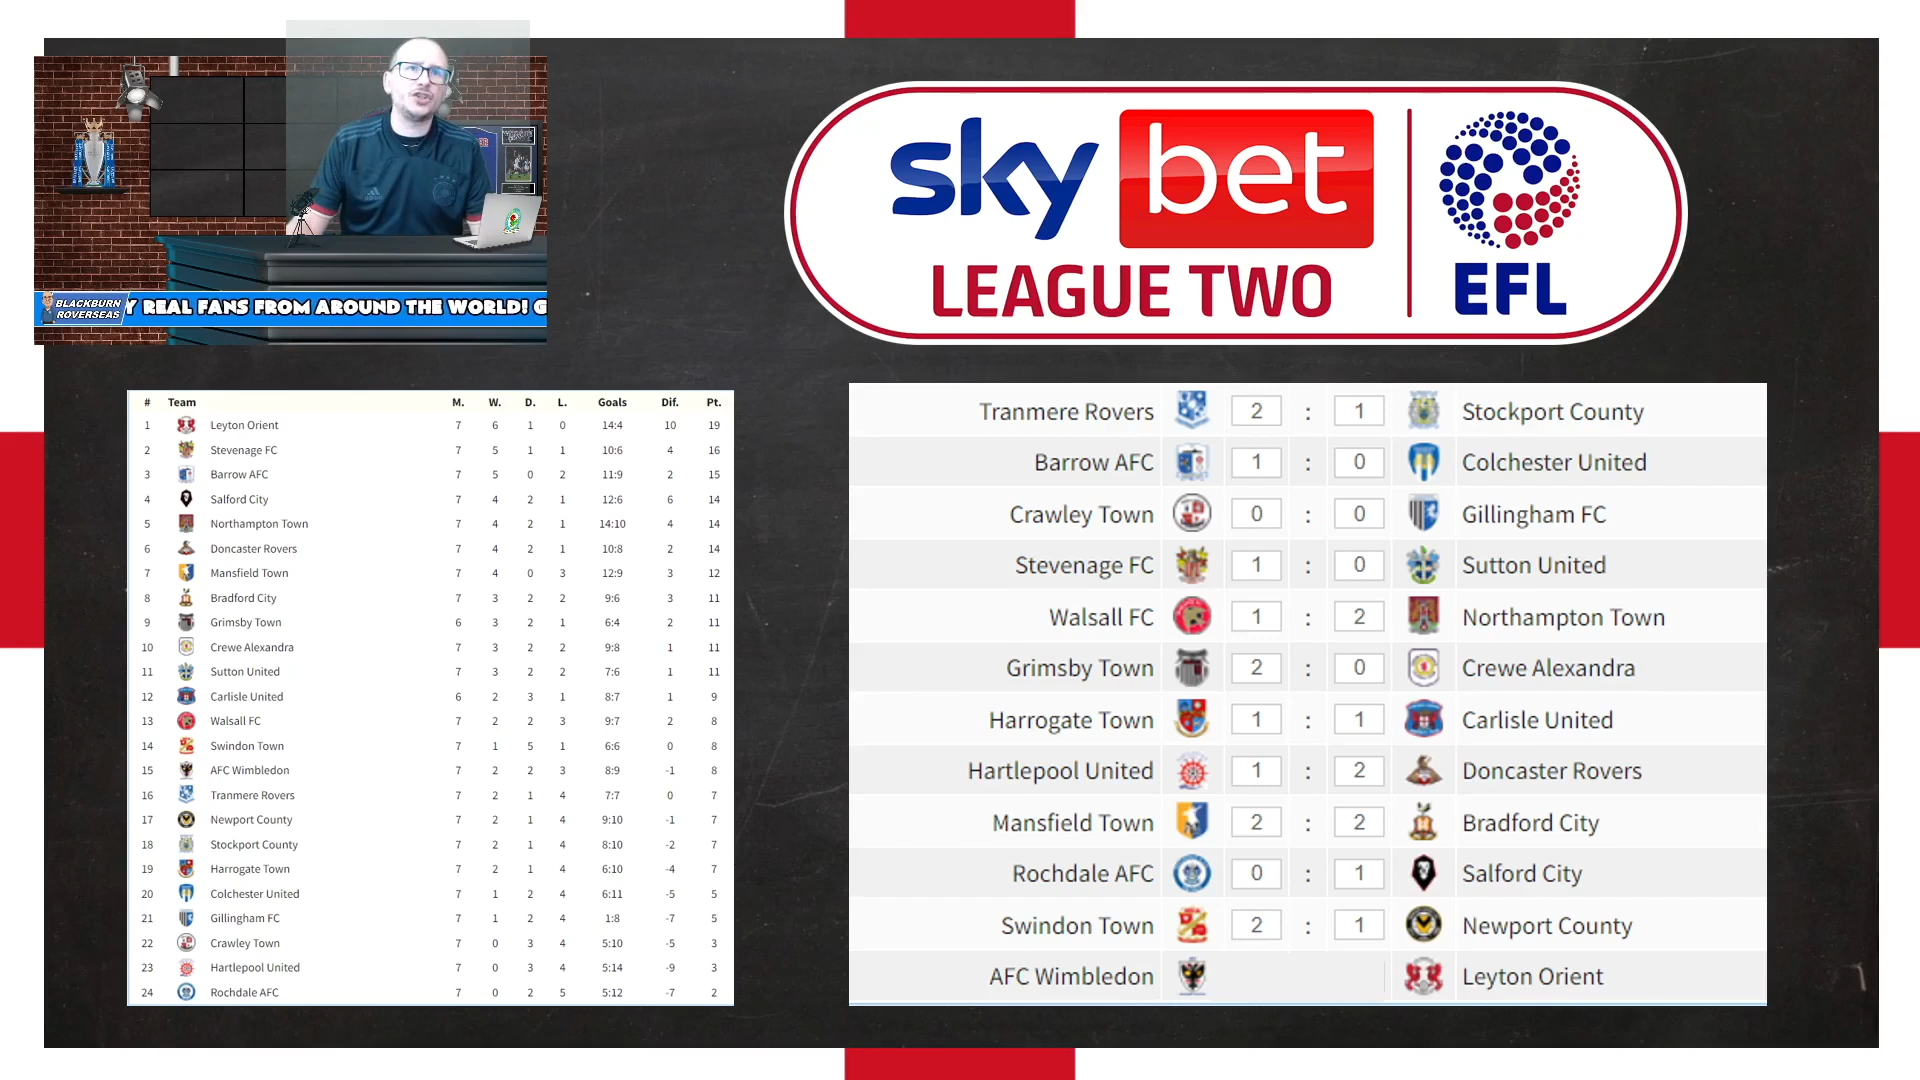 BLACKBURN
ROVERSEAS
Y REAL FANS FROM AROUND THE WORLD! G
sky bet
LEAGUE TWO
EFL
# Team M. W. D. L. Goals Dif. Pt.
1 Leyton Orient 7 6 1 0 14:4 10 19
2 Stevenage FC 7 5 1 1 10:6 4 16
3 Barrow AFC 7 5 0 2 11:9 2 15
4 Salford City 7 4 2 1 12:6 6 14
5 Northampton Town 7 4 2 1 14:10 4 14
6 Doncaster Rovers 7 4 2 1 10:8 2 14
7 Mansfield Town 7 4 0 3 12:9 3 12
8 Bradford City 7 3 2 2 9:6 3 11
9 Grimsby Town 6 3 2 1 6:4 2 11
10 Crewe Alexandra 7 3 2 2 9:8 1 11
11 Sutton United 7 3 2 2 7:6 1 11
12 Carlisle United 6 2 3 1 8:7 1 9
13 Walsall FC 7 2 2 3 9:7 2 8
14 Swindon Town 7 1 5 1 6:6 0 8
15 AFC Wimbledon 7 2 2 3 8:9 -1 8
16 Tranmere Rovers 7 2 1 4 7:7 0 7
17 Newport County 7 2 1 4 9:10 -1 7
18 Stockport County 7 2 1 4 8:10 -2 7
19 Harrogate Town 7 2 1 4 6:10 -4 7
20 Colchester United 7 1 2 4 6:11 -5 5
21 Gillingham FC 7 1 2 4 1:8 -7 5
22 Crawley Town 7 0 3 4 5:10 -5 3
23 Hartlepool United 7 0 3 4 5:14 -9 3
24 Rochdale AFC 7 0 2 5 5:12 -7 2
Tranmere Rovers 2 : 1 Stockport County
Barrow AFC 1 : 0 Colchester United
Crawley Town 0 : 0 Gillingham FC
Stevenage FC 1 : 0 Sutton United
Walsall FC 1 : 2 Northampton Town
Grimsby Town 2 : 0 Crewe Alexandra
Harrogate Town 1 : 1 Carlisle United
Hartlepool United 1 : 2 Doncaster Rovers
Mansfield Town 2 : 2 Bradford City
Rochdale AFC 0 : 1 Salford City
Swindon Town 2 : 1 Newport County
AFC Wimbledon Leyton Orient